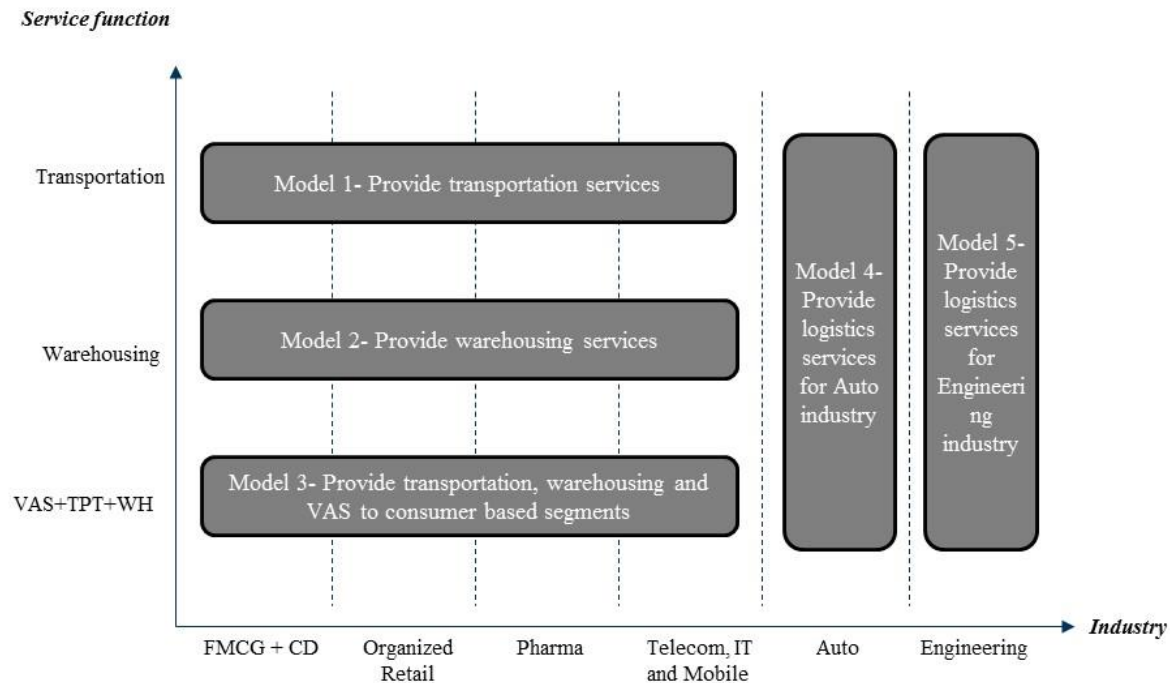 Service function
Transportation
Model 1- Provide transportation services
Warehousing
Model 2- Provide warehousing services
VAS+TPT+WH
Model 3- Provide transportation, warehousing and
VAS to consumer based segments
Model 4-
Provide
logistics
services
for Auto
industry
Model 5-
Provide
logistics
services
for
Engineeri
ng
industry
Industry
FMCG + CD
Organized
Retail
Pharma
Telecom, IT
and Mobile
Auto
Engineering